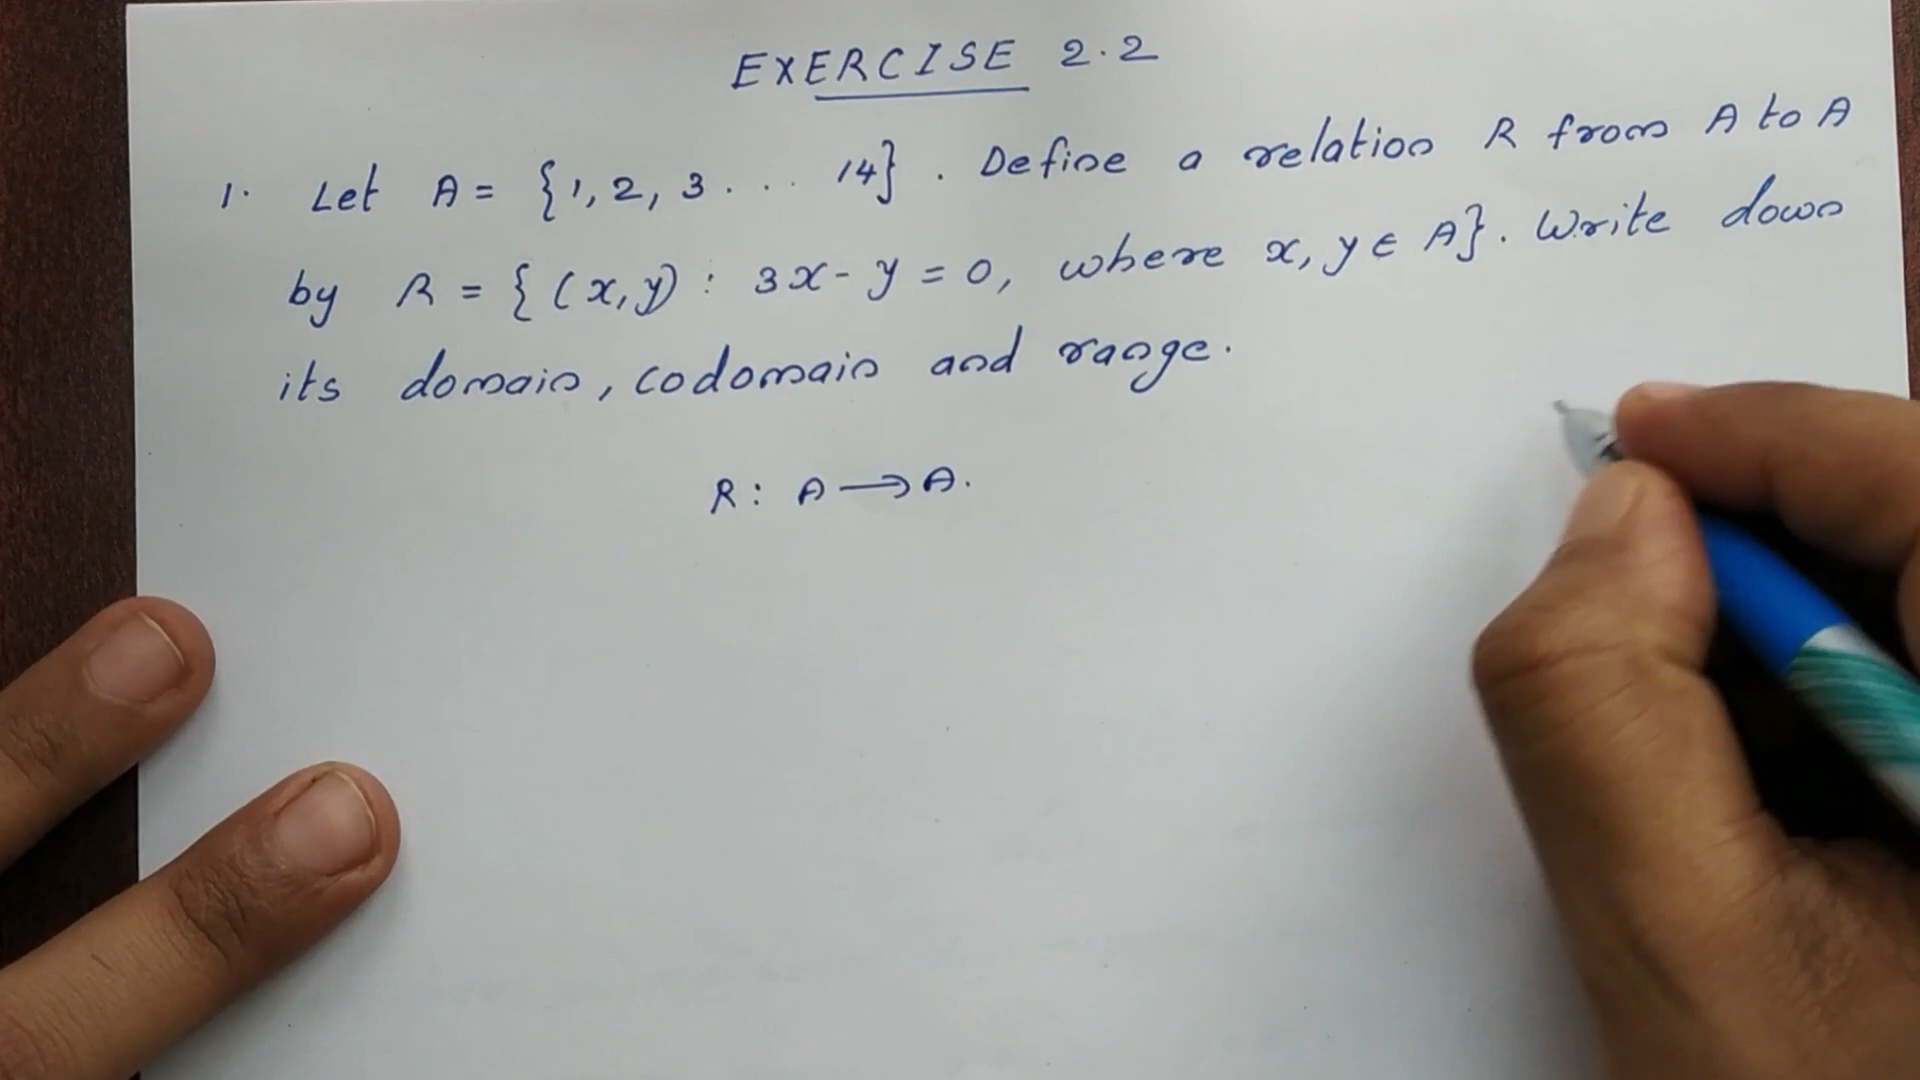 EXERCISE 2.2
1. Let A = {1, 2, 3 . ... 14} . Define a relation R from A to A
by R = { (x, y) : 3x - y = 0, where x, y ∈ A}. Write down
its domain, codomain and range.
R : A → A.